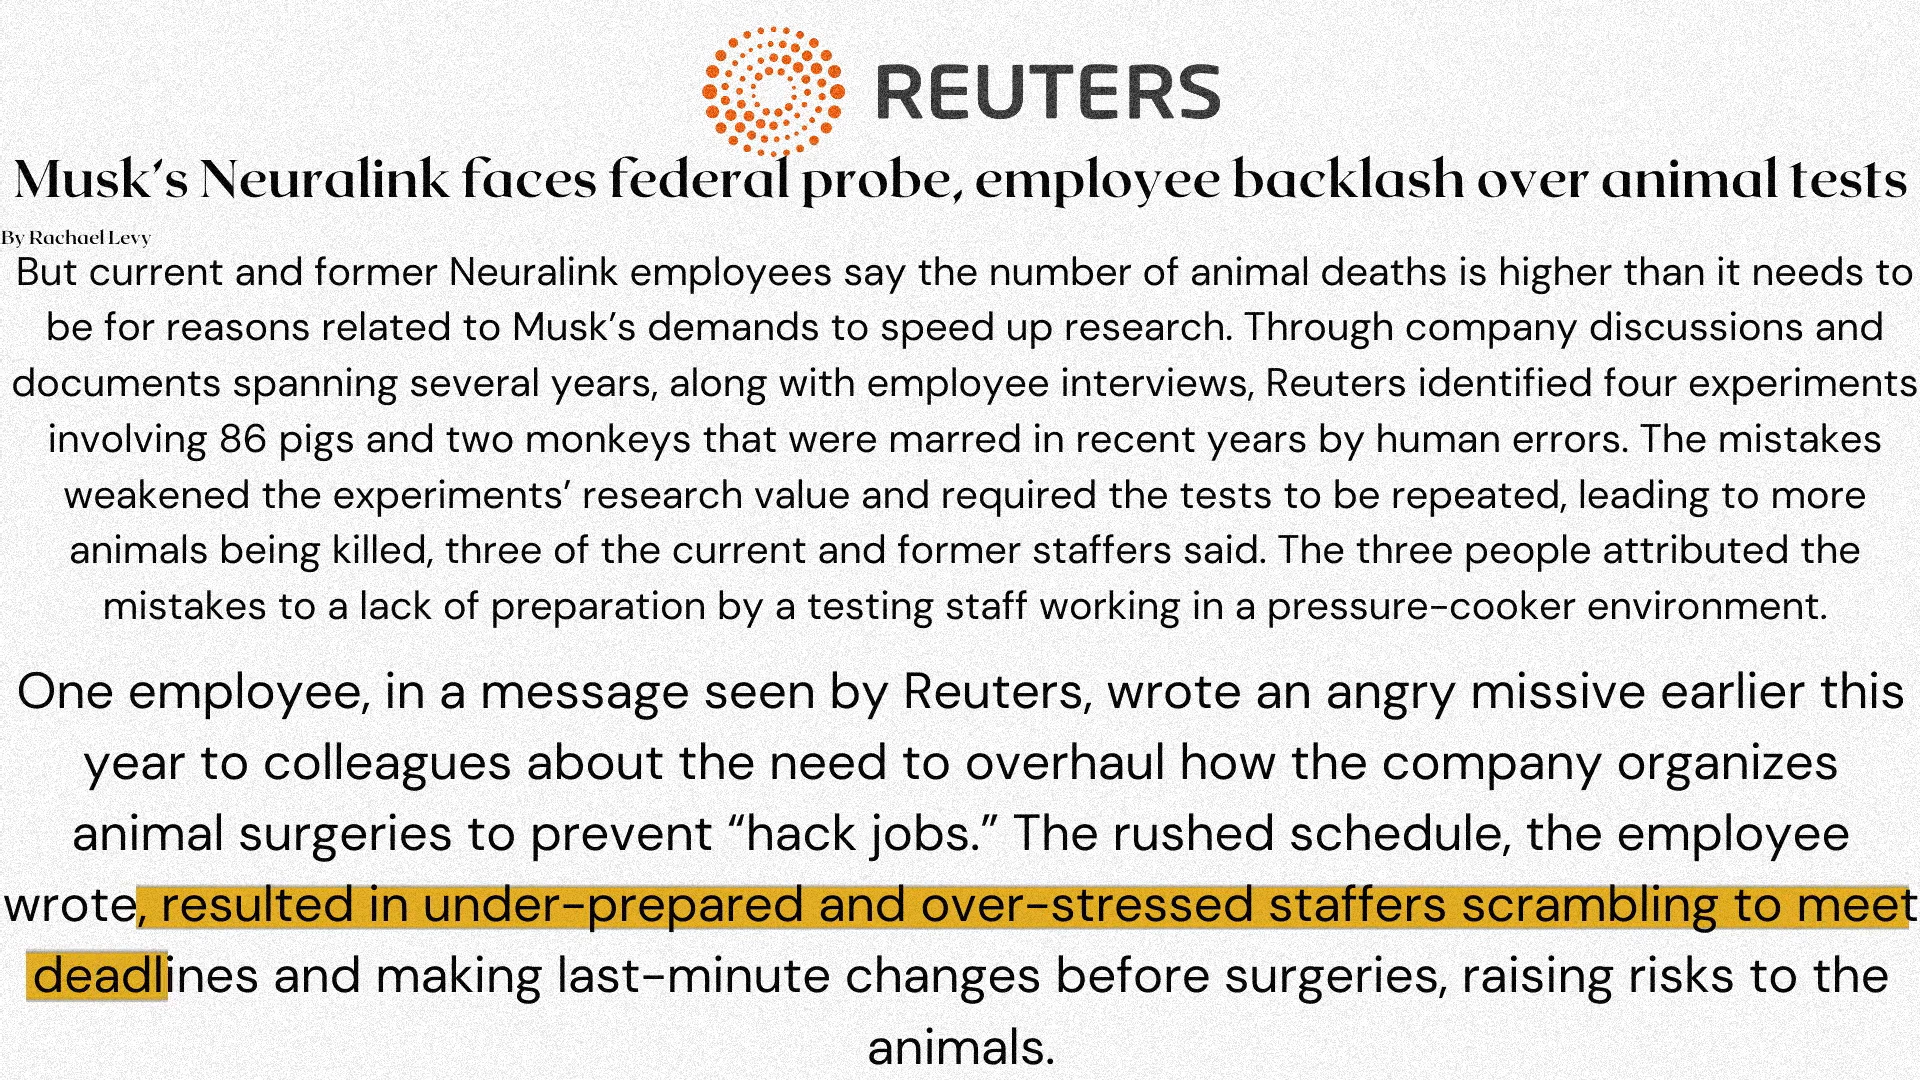 REUTERS
Musk's Neuralink faces federal probe, employee backlash over animal tests
By Rachael Levy
But current and former Neuralink employees say the number of animal deaths is higher than it needs to
be for reasons related to Musk's demands to speed up research. Through company discussions and
documents spanning several years, along with employee interviews, Reuters identified four experiments
involving 86 pigs and two monkeys that were marred in recent years by human errors. The mistakes
weakened the experiments' research value and required the tests to be repeated, leading to more
animals being killed, three of the current and former staffers said. The three people attributed the
mistakes to a lack of preparation by a testing staff working in a pressure-cooker environment.
One employee, in a message seen by Reuters, wrote an angry missive earlier this
year to colleagues about the need to overhaul how the company organizes
animal surgeries to prevent “hack jobs.” The rushed schedule, the employee
wrote, resulted in under-prepared and over-stressed staffers scrambling to meet
deadlines and making last-minute changes before surgeries, raising risks to the
animals.